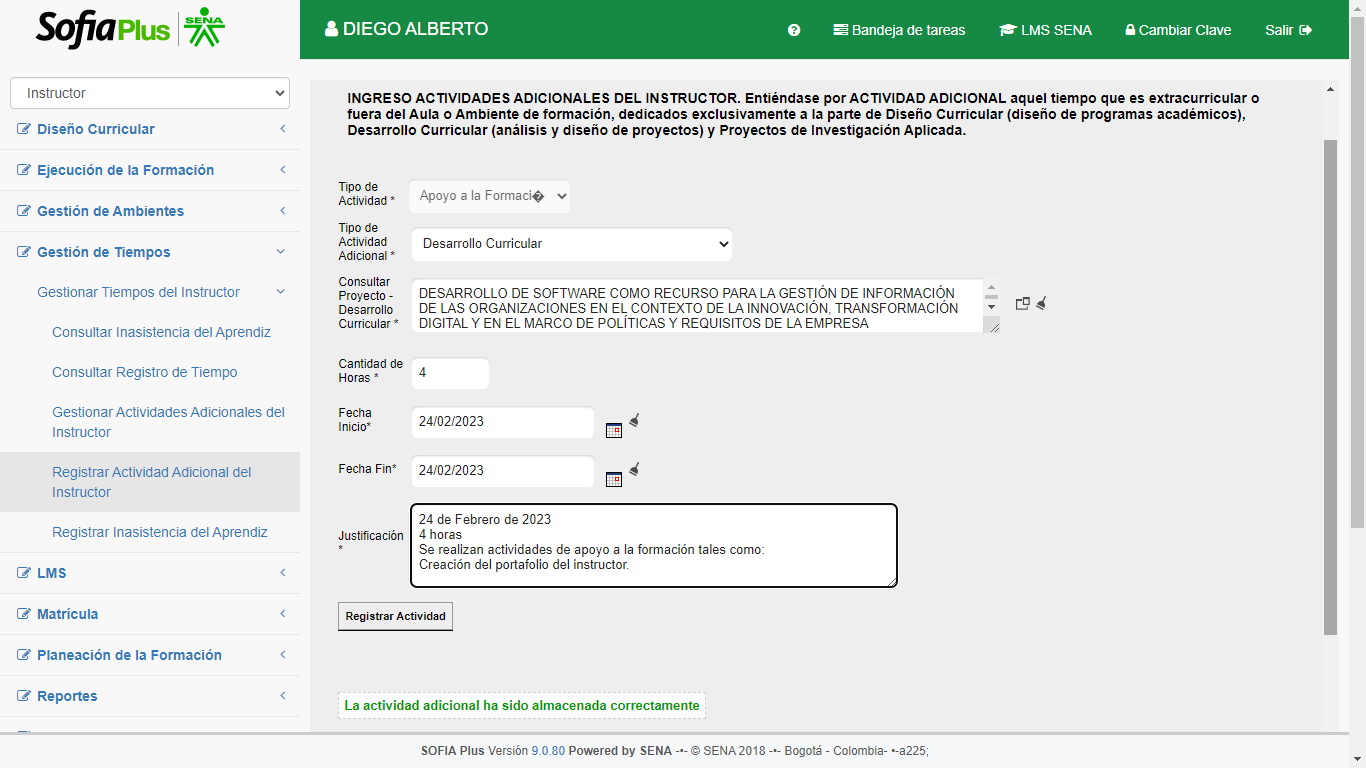 SofiaPlus SENA
DIEGO ALBERTO
Bandeja de tareas
LMS SENA
Cambiar Clave
Salir
Instructor
Diseño Curricular
Ejecución de la Formación
Gestión de Ambientes
Gestión de Tiempos
Gestionar Tiempos del Instructor
Consultar Inasistencia del Aprendiz
Consultar Registro de Tiempo
Gestionar Actividades Adicionales del
Instructor
Registrar Actividad Adicional del
Instructor
Registrar Inasistencia del Aprendiz
LMS
Matrícula
Planeación de la Formación
Reportes
INGRESO ACTIVIDADES ADICIONALES DEL INSTRUCTOR. Entiéndase por ACTIVIDAD ADICIONAL aquel tiempo que es extracurricular o
fuera del Aula o Ambiente de formación, dedicados exclusivamente a la parte de Diseño Curricular (diseño de programas académicos),
Desarrollo Curricular (análisis y diseño de proyectos) y Proyectos de Investigación Aplicada.
Tipo de
Actividad *
Apoyo a la Formaci�
Tipo de
Actividad
Adicional *
Desarrollo Curricular
Consultar
Proyecto -
Desarrollo
Curricular *
DESARROLLO DE SOFTWARE COMO RECURSO PARA LA GESTIÓN DE INFORMACIÓN
DE LAS ORGANIZACIONES EN EL CONTEXTO DE LA INNOVACIÓN, TRANSFORMACIÓN
DIGITAL Y EN EL MARCO DE POLÍTICAS Y REQUISITOS DE LA EMPRESA
Cantidad de
Horas *
4
Fecha
Inicio*
24/02/2023
Fecha Fin*
24/02/2023
Justificación
*
24 de Febrero de 2023
4 horas
Se realizan actividades de apoyo a la formación tales como:
Creación del portafolio del instructor.
Registrar Actividad
La actividad adicional ha sido almacenada correctamente
SOFIA Plus Versión 9.0.80 Powered by SENA -•- © SENA 2018 -•- Bogotá - Colombia- •-a225;